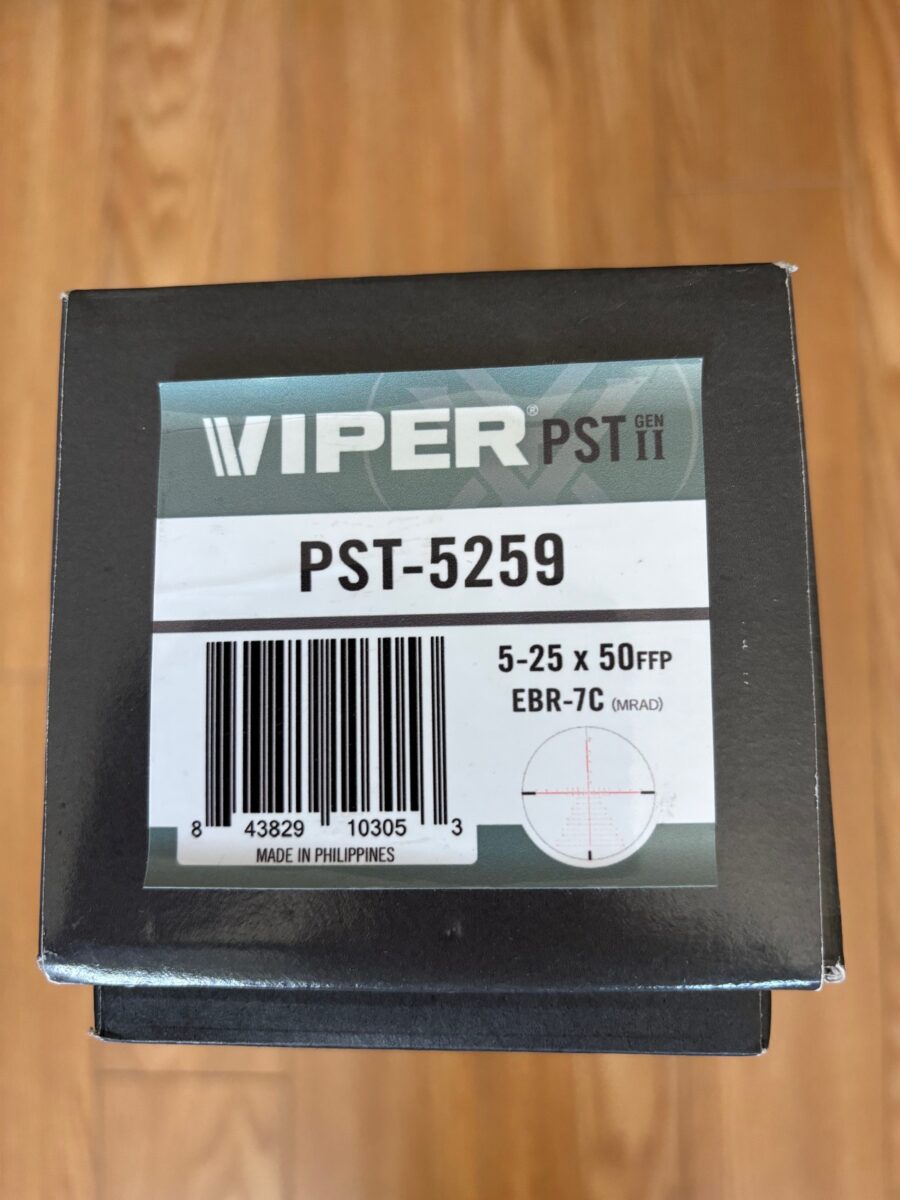 VIPER® PST GEN II
PST-5259
5-25 x 50FFP
EBR-7C (MRAD)
8 43829 10305 3
MADE IN PHILIPPINES